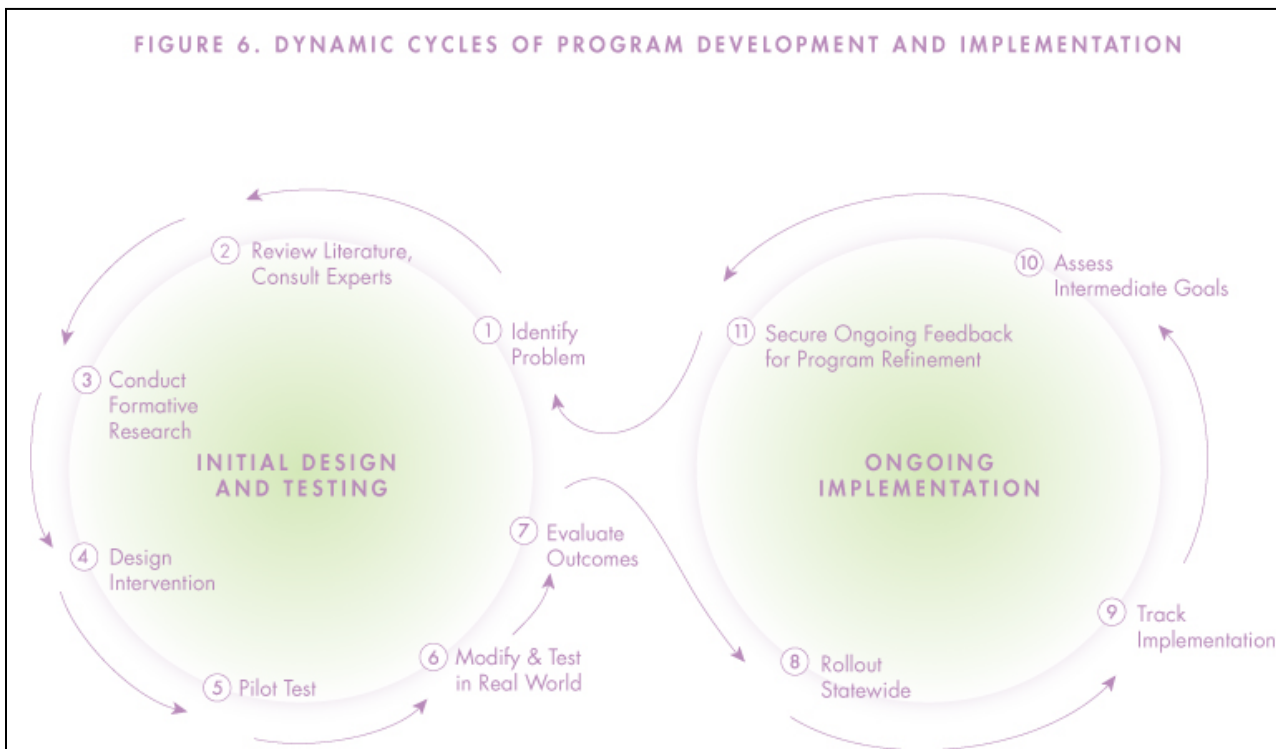 FIGURE 6. DYNAMIC CYCLES OF PROGRAM DEVELOPMENT AND IMPLEMENTATION
1 Identify
Problem
2 Review Literature,
Consult Experts
3 Conduct
Formative
Research
4 Design
Intervention
5 Pilot Test
6 Modify & Test
in Real World
7 Evaluate
Outcomes
INITIAL DESIGN
AND TESTING
8 Rollout
Statewide
9 Track
Implementation
10 Assess
Intermediate Goals
11 Secure Ongoing Feedback
for Program Refinement
ONGOING
IMPLEMENTATION